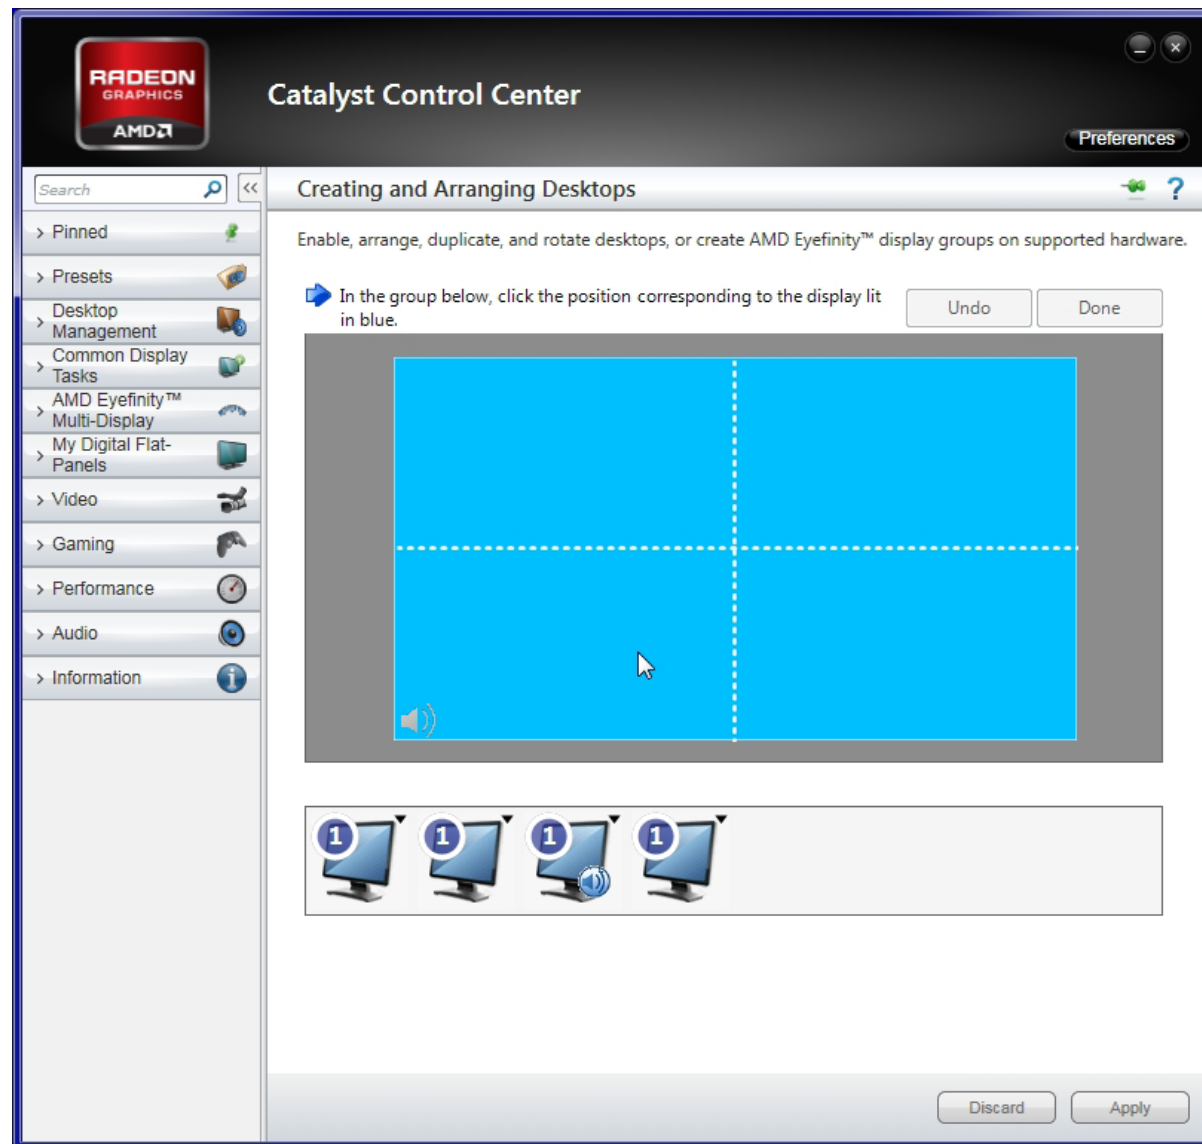 RADEON
GRAPHICS
AMD
Catalyst Control Center
Preferences
Search
<<
Creating and Arranging Desktops
?
> Pinned
Enable, arrange, duplicate, and rotate desktops, or create AMD Eyefinity™ display groups on supported hardware.
> Presets
In the group below, click the position corresponding to the display lit
in blue.
Undo
Done
> Desktop
Management
> Common Display
Tasks
> AMD Eyefinity™
Multi-Display
> My Digital Flat-
Panels
> Video
> Gaming
> Performance
> Audio
> Information
1 1 1 1
Discard
Apply